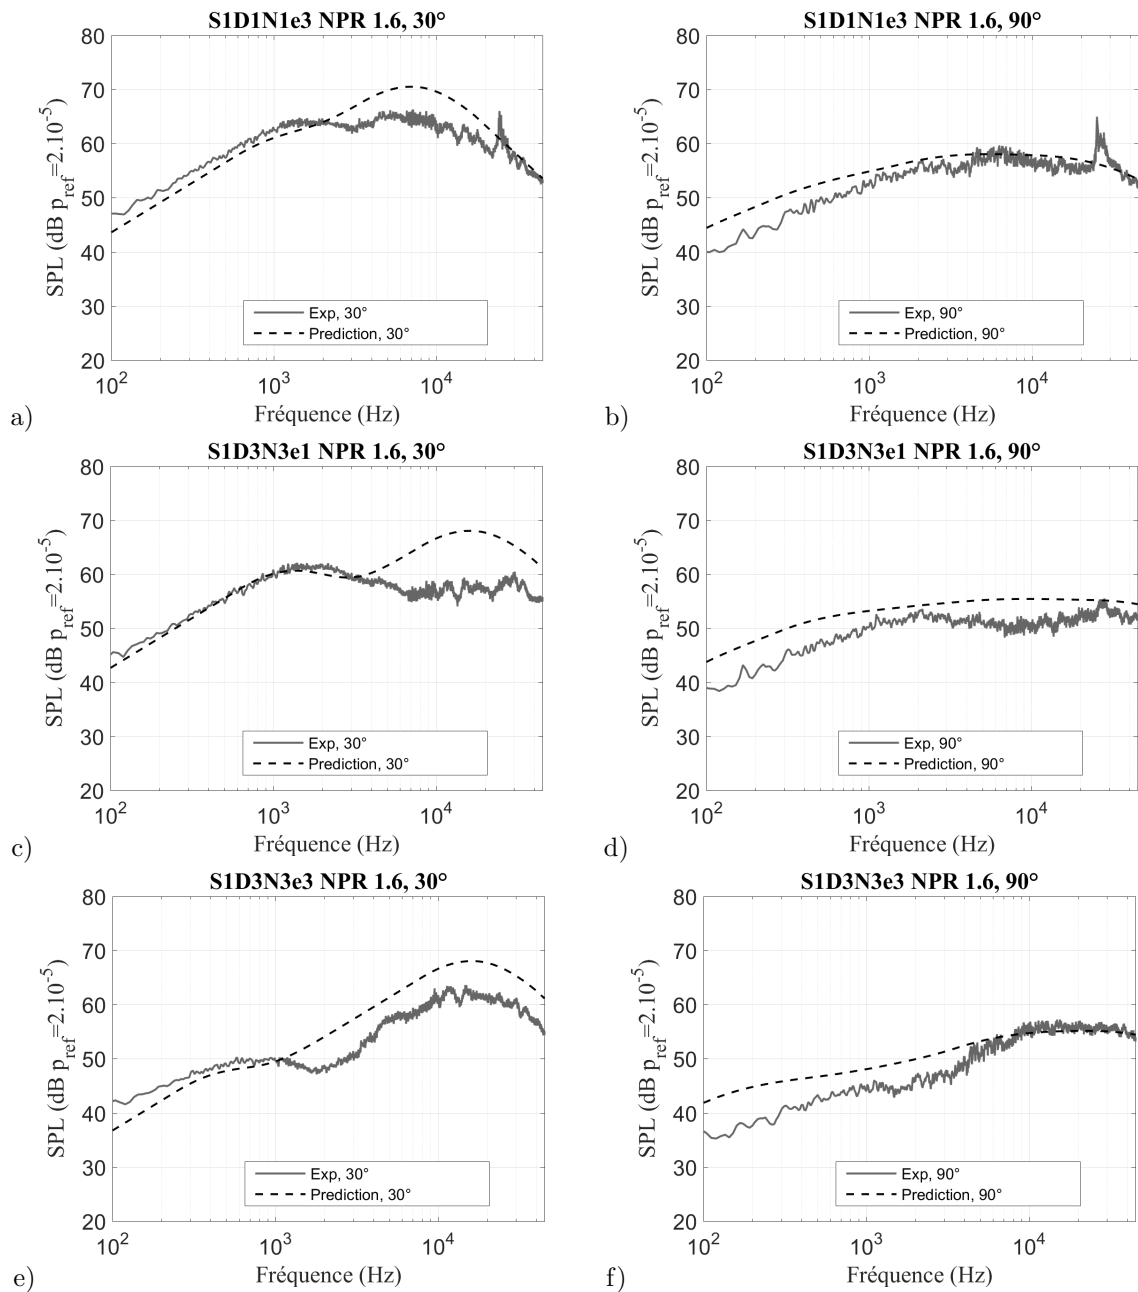 S1D1N1e3 NPR 1.6, 30°
80
70
60
50
40
30
20
SPL (dB p_ref=2.10^-5)
Exp, 30°
Prediction, 30°
10^2 10^3 10^4
Fréquence (Hz)
a)
S1D1N1e3 NPR 1.6, 90°
80
70
60
50
40
30
20
SPL (dB p_ref=2.10^-5)
Exp, 90°
Prediction, 90°
10^2 10^3 10^4
Fréquence (Hz)
b)
S1D3N3e1 NPR 1.6, 30°
80
70
60
50
40
30
20
SPL (dB p_ref=2.10^-5)
Exp, 30°
Prediction, 30°
10^2 10^3 10^4
Fréquence (Hz)
c)
S1D3N3e1 NPR 1.6, 90°
80
70
60
50
40
30
20
SPL (dB p_ref=2.10^-5)
Exp, 90°
Prediction, 90°
10^2 10^3 10^4
Fréquence (Hz)
d)
S1D3N3e3 NPR 1.6, 30°
80
70
60
50
40
30
20
SPL (dB p_ref=2.10^-5)
Exp, 30°
Prediction, 30°
10^2 10^3 10^4
Fréquence (Hz)
e)
S1D3N3e3 NPR 1.6, 90°
80
70
60
50
40
30
20
SPL (dB p_ref=2.10^-5)
Exp, 90°
Prediction, 90°
10^2 10^3 10^4
Fréquence (Hz)
f)